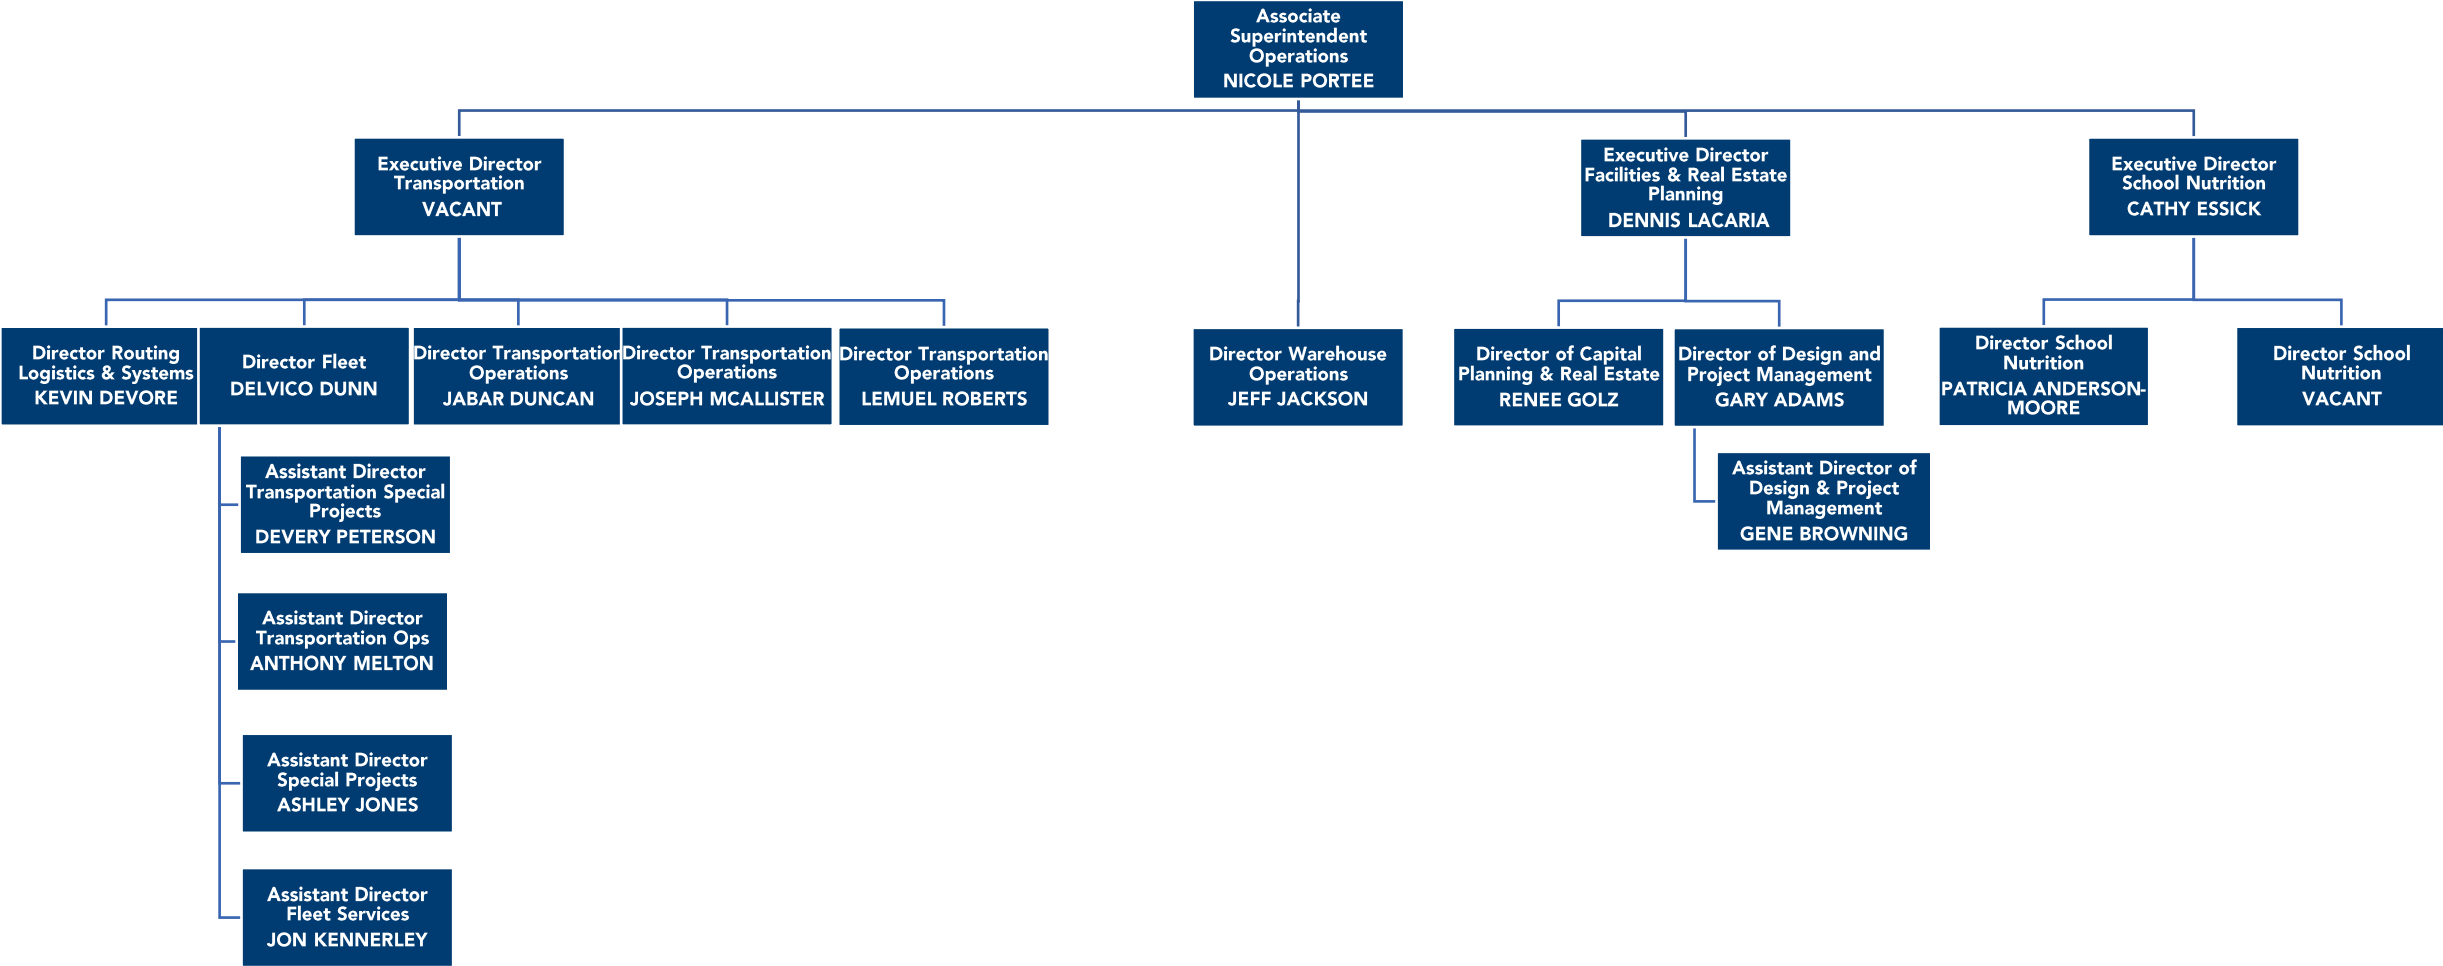 Associate
Superintendent
Operations
NICOLE PORTEE
Executive Director
Transportation
VACANT
Executive Director
Facilities & Real Estate
Planning
DENNIS LACARIA
Executive Director
School Nutrition
CATHY ESSICK
Director Routing
Logistics & Systems
KEVIN DEVORE
Director Fleet
DELVICO DUNN
Director Transportation
Operations
JABAR DUNCAN
Director Transportation
Operations
JOSEPH MCALLISTER
Director Transportation
Operations
LEMUEL ROBERTS
Director Warehouse
Operations
JEFF JACKSON
Director of Capital
Planning & Real Estate
RENEE GOLZ
Director of Design and
Project Management
GARY ADAMS
Director School
Nutrition
PATRICIA ANDERSON-
MOORE
Director School
Nutrition
VACANT
Assistant Director
Transportation Special
Projects
DEVERY PETERSON
Assistant Director of
Design & Project
Management
GENE BROWNING
Assistant Director
Transportation Ops
ANTHONY MELTON
Assistant Director
Special Projects
ASHLEY JONES
Assistant Director
Fleet Services
JON KENNERLEY